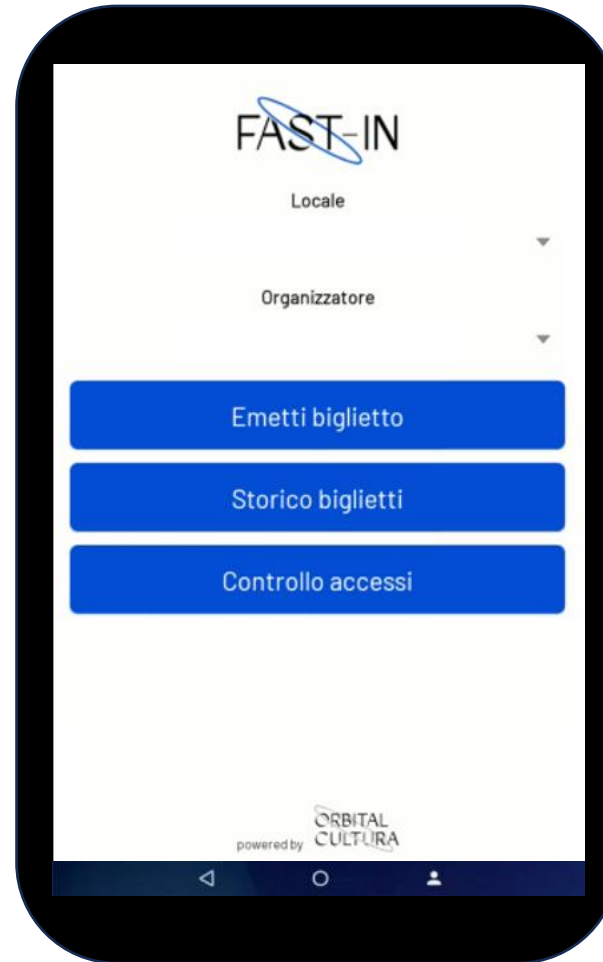 FAST-IN
Locale
Organizzatore
Emetti biglietto
Storico biglietti
Controllo accessi
powered by ORBITAL
CULTURA